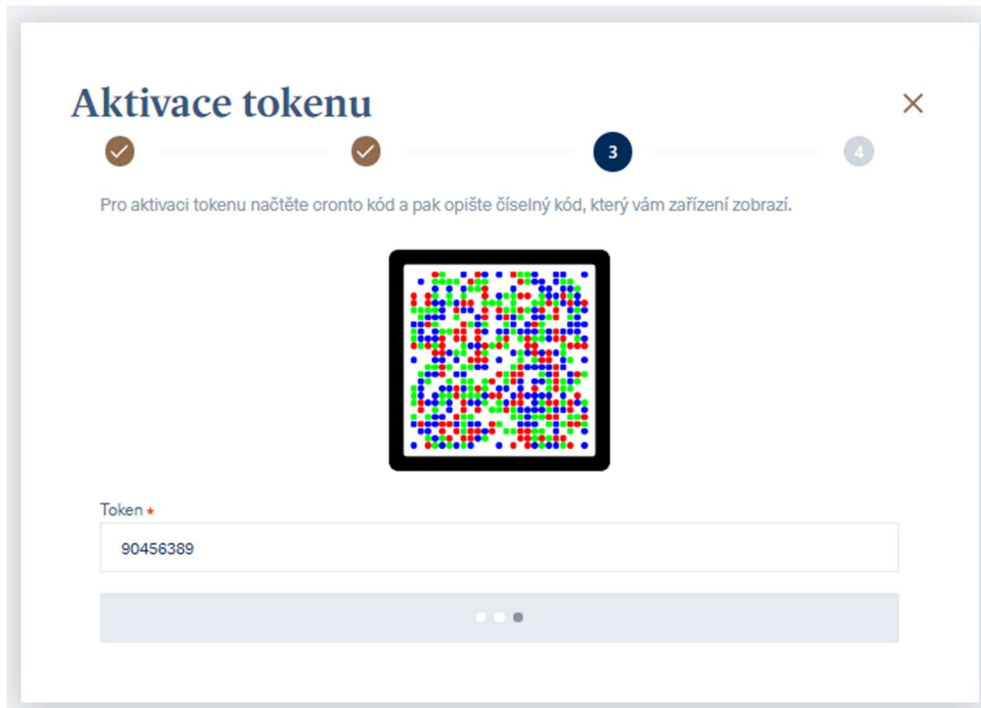 Aktivace tokenu
3
4
Pro aktivaci tokenu načtěte cronto kód a pak opište číselný kód, který vám zařízení zobrazí.
Token *
90456389